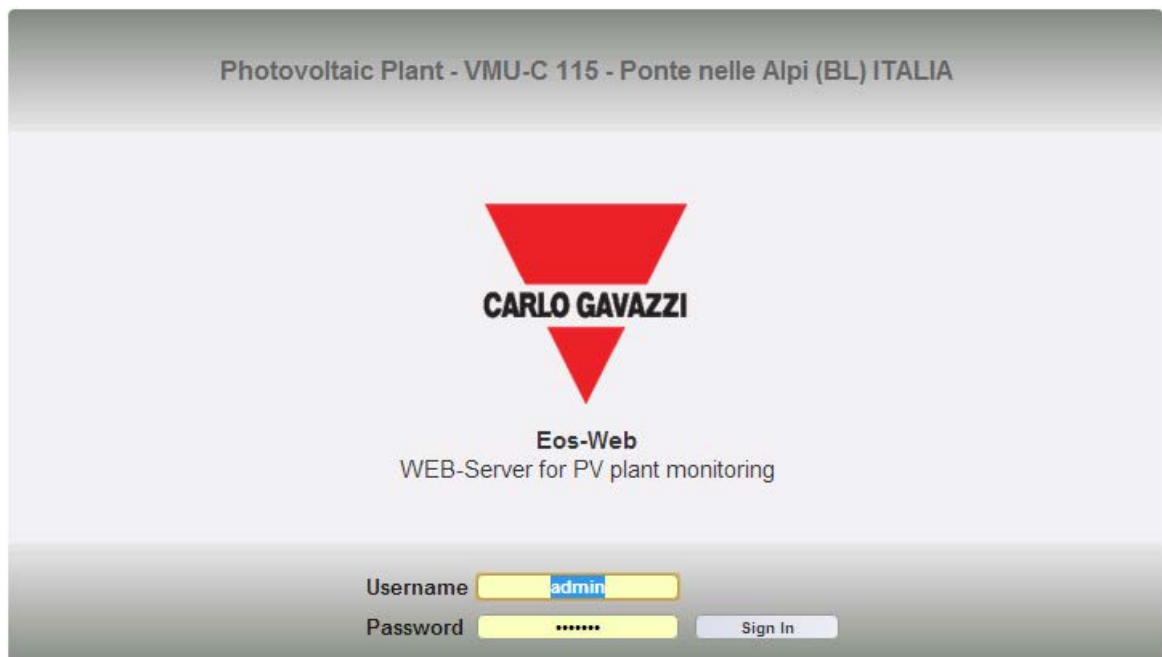 Photovoltaic Plant - VMU-C 115 - Ponte nelle Alpi (BL) ITALIA
CARLO GAVAZZI
Eos-Web
WEB-Server for PV plant monitoring
Username admin
Password ••••••• Sign In